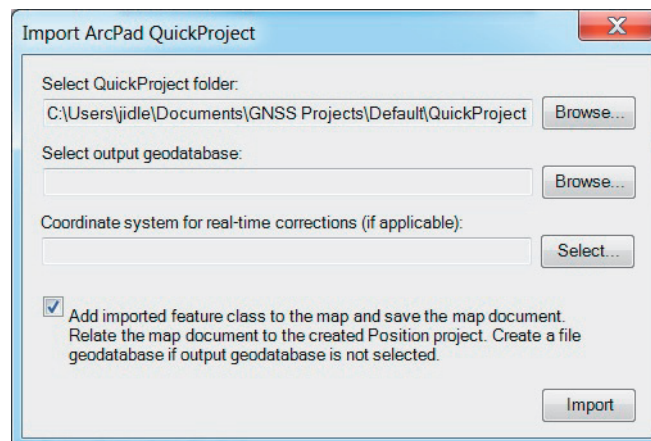 Import ArcPad QuickProject
Select QuickProject folder:
C:\Users\jidle\Documents\GNSS Projects\Default\QuickProject
Browse...
Select output geodatabase:
Browse...
Coordinate system for real-time corrections (if applicable):
Select...
Add imported feature class to the map and save the map document.
Relate the map document to the created Position project. Create a file
geodatabase if output geodatabase is not selected.
Import